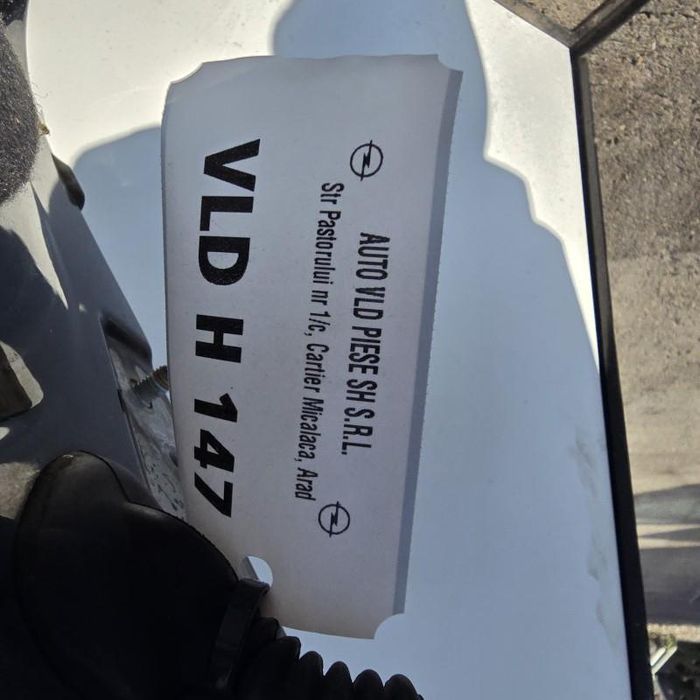 AUTO VLD PIESE SH S.R.L.
Str Pastorului nr 1/c, Cartier Micalaca, Arad
VLD H 147